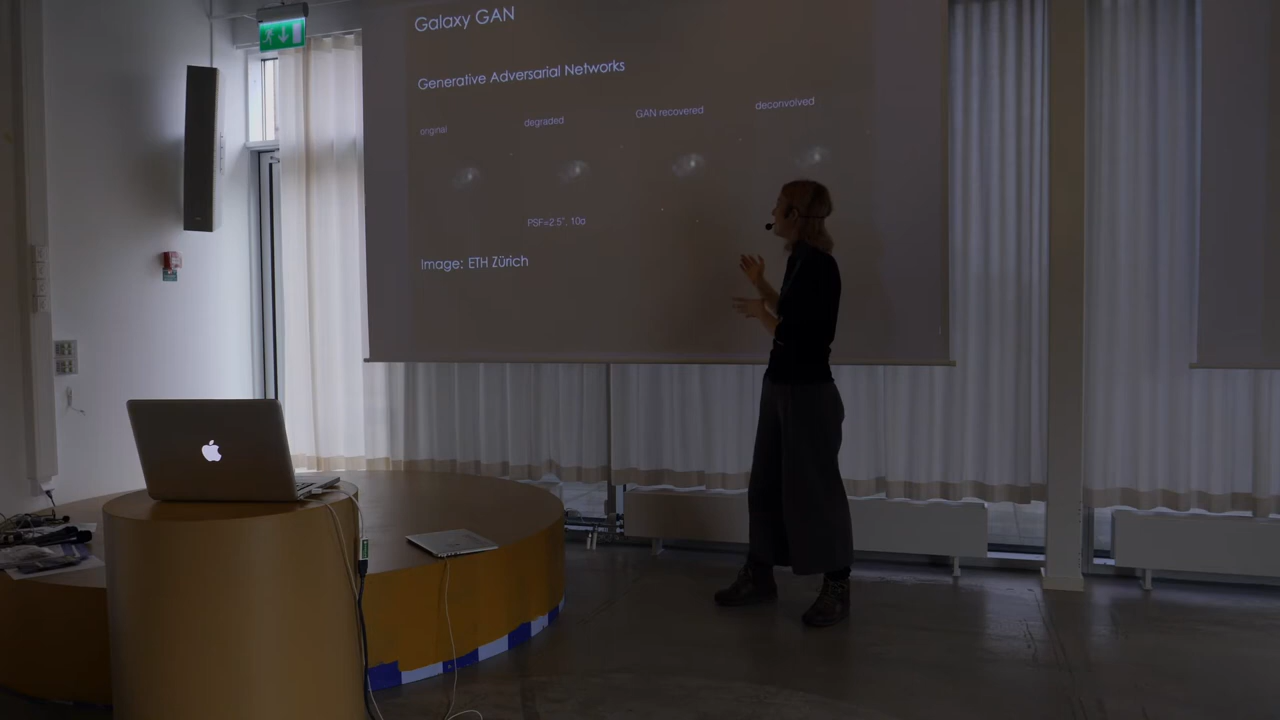 Galaxy GAN
Generative Adversarial Networks
original
degraded
GAN recovered
deconvolved
PSF=2.5", 10σ
Image: ETH Zürich